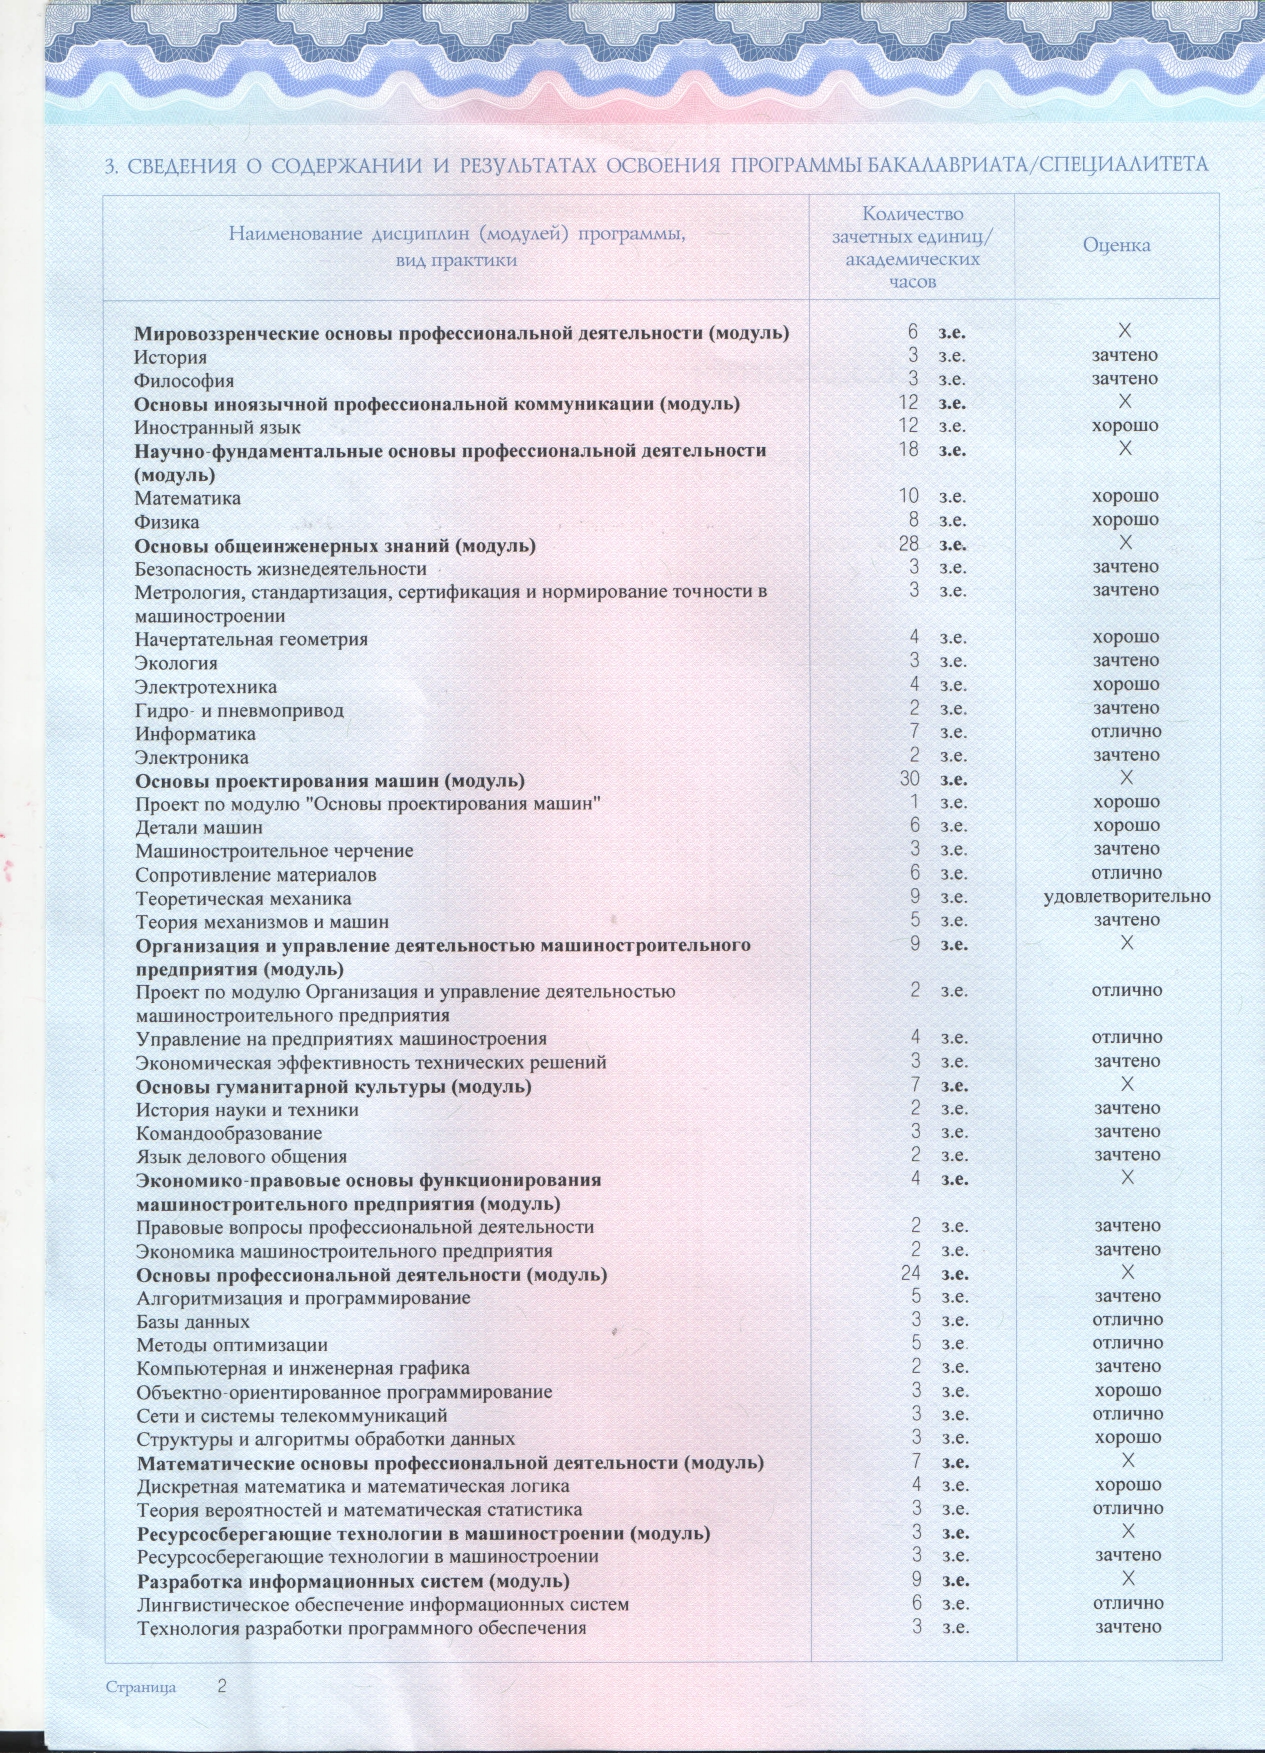 3. СВЕДЕНИЯ О СОДЕРЖАНИИ И РЕЗУЛЬТАТАХ ОСВОЕНИЯ ПРОГРАММЫ БАКАЛАВРИАТА/СПЕЦИАЛИТЕТА
Наименование дисциплин (модулей) программы,
вид практики
Количество
зачетных единиц/
академических
часов
Оценка
Мировоззренческие основы профессиональной деятельности (модуль) 6 з.е. X
История 3 з.е. зачтено
Философия 3 з.е. зачтено
Основы иноязычной профессиональной коммуникации (модуль) 12 з.е. X
Иностранный язык 12 з.е. хорошо
Научно-фундаментальные основы профессиональной деятельности 18 з.е. X
(модуль)
Математика 10 з.е. хорошо
Физика 8 з.е. хорошо
Основы общеинженерных знаний (модуль) 28 з.е. X
Безопасность жизнедеятельности 3 з.е. зачтено
Метрология, стандартизация, сертификация и нормирование точности в 3 з.е. зачтено
машиностроении
Начертательная геометрия 4 з.е. хорошо
Экология 3 з.е. зачтено
Электротехника 4 з.е. хорошо
Гидро- и пневмопривод 2 з.е. зачтено
Информатика 7 з.е. отлично
Электроника 2 з.е. зачтено
Основы проектирования машин (модуль) 30 з.е. X
Проект по модулю "Основы проектирования машин" 1 з.е. хорошо
Детали машин 6 з.е. хорошо
Машиностроительное черчение 3 з.е. зачтено
Сопротивление материалов 6 з.е. отлично
Теоретическая механика 9 з.е. удовлетворительно
Теория механизмов и машин 5 з.е. зачтено
Организация и управление деятельностью машиностроительного 9 з.е. X
предприятия (модуль)
Проект по модулю Организация и управление деятельностью 2 з.е. отлично
машиностроительного предприятия
Управление на предприятиях машиностроения 4 з.е. отлично
Экономическая эффективность технических решений 3 з.е. зачтено
Основы гуманитарной культуры (модуль) 7 з.е. X
История науки и техники 2 з.е. зачтено
Командообразование 3 з.е. зачтено
Язык делового общения 2 з.е. зачтено
Экономико-правовые основы функционирования 4 з.е. X
машиностроительного предприятия (модуль)
Правовые вопросы профессиональной деятельности 2 з.е. зачтено
Экономика машиностроительного предприятия 2 з.е. зачтено
Основы профессиональной деятельности (модуль) 24 з.е. X
Алгоритмизация и программирование 5 з.е. зачтено
Базы данных 3 з.е. отлично
Методы оптимизации 5 з.е. отлично
Компьютерная и инженерная графика 2 з.е. зачтено
Объектно-ориентированное программирование 3 з.е. хорошо
Сети и системы телекоммуникаций 3 з.е. отлично
Структуры и алгоритмы обработки данных 3 з.е. хорошо
Математические основы профессиональной деятельности (модуль) 7 з.е. X
Дискретная математика и математическая логика 4 з.е. хорошо
Теория вероятностей и математическая статистика 3 з.е. отлично
Ресурсосберегающие технологии в машиностроении (модуль) 3 з.е. X
Ресурсосберегающие технологии в машиностроении 3 з.е. зачтено
Разработка информационных систем (модуль) 9 з.е. X
Лингвистическое обеспечение информационных систем 6 з.е. отлично
Технология разработки программного обеспечения 3 з.е. зачтено
Страница 2